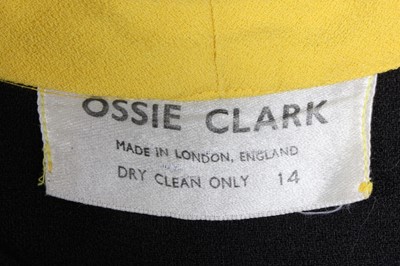 OSSIE CLARK
MADE IN LONDON, ENGLAND
DRY CLEAN ONLY 14